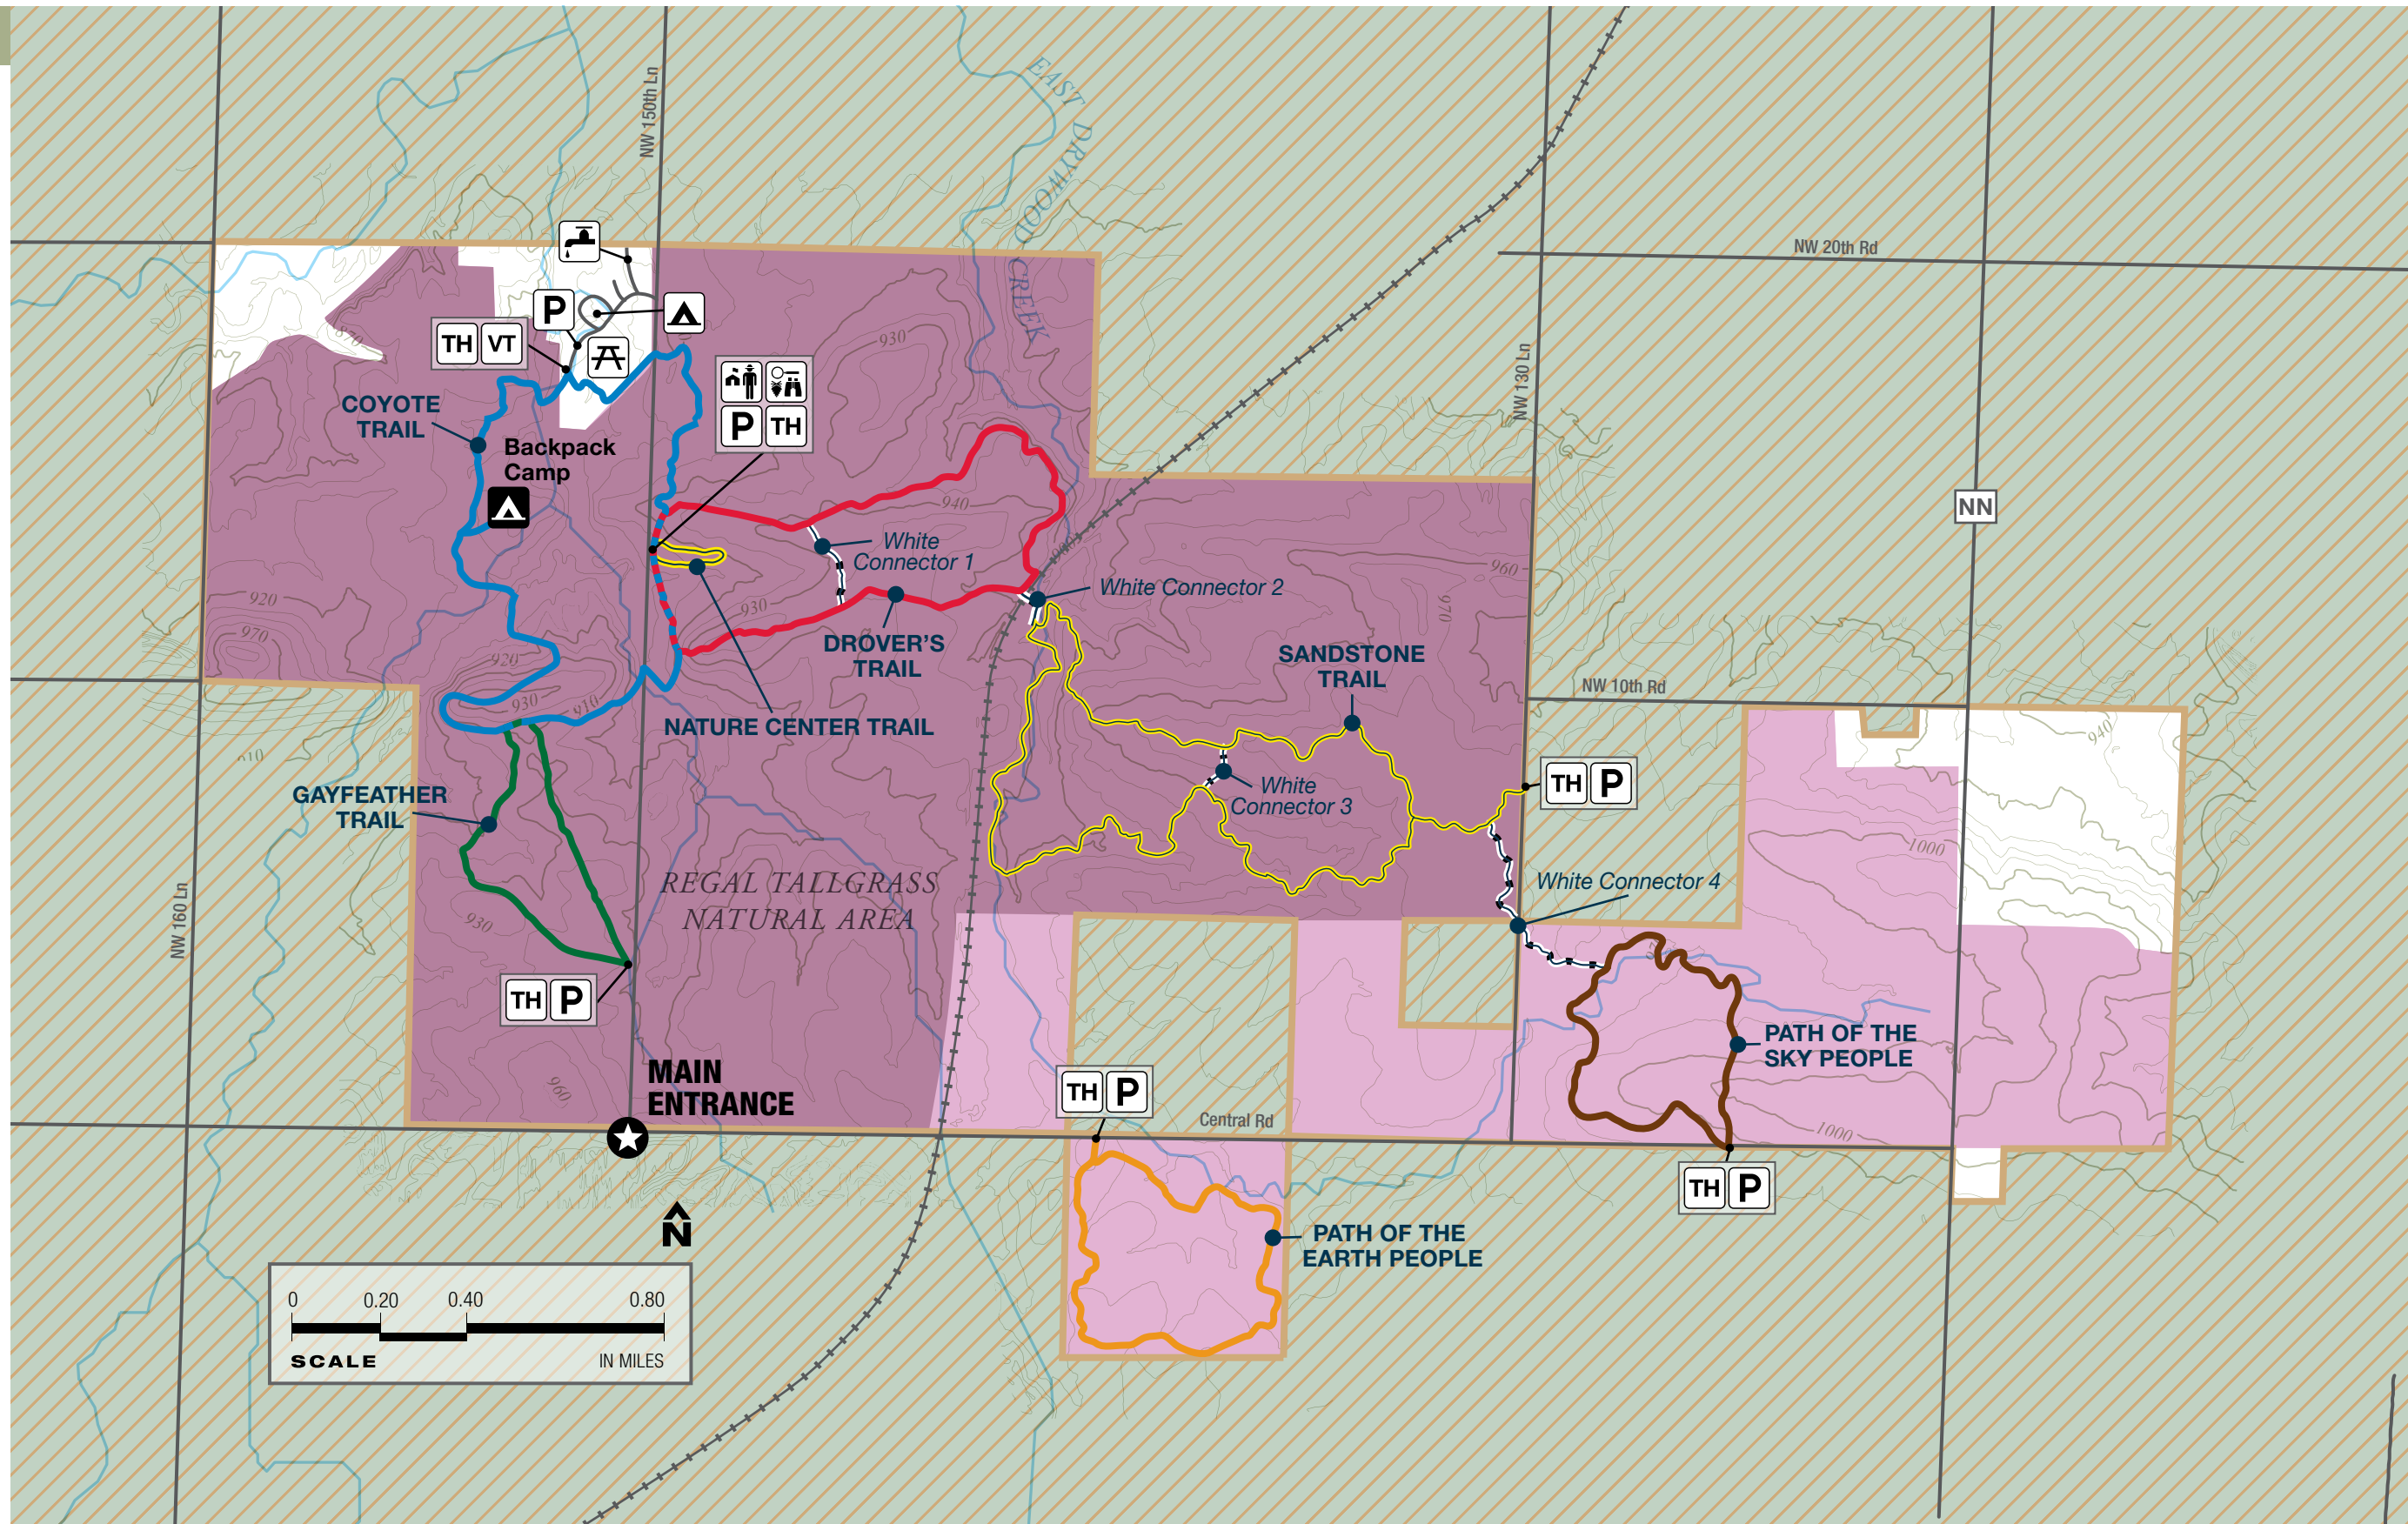 EAST
DRYWOOD
CREEK
NW 150th Ln
NW 20th Rd
P
TH VT
870
930
NW 130 Ln
COYOTE
TRAIL
P TH
Backpack
Camp
940
NN
White
Connector 1
900
960
White Connector 2
920
930
970
970
DROVER'S
TRAIL
SANDSTONE
TRAIL
920
NW 10th Rd
930
910
NATURE CENTER TRAIL
940
910
TH P
White
Connector 3
GAYFEATHER
TRAIL
1000
REGAL TALLGRASS
NATURAL AREA
White Connector 4
NW 160 Ln
930
TH P
PATH OF THE
SKY PEOPLE
MAIN
ENTRANCE
960
TH P
Central Rd
1000
TH P
N
PATH OF THE
EARTH PEOPLE
0 0.20 0.40 0.80
SCALE IN MILES